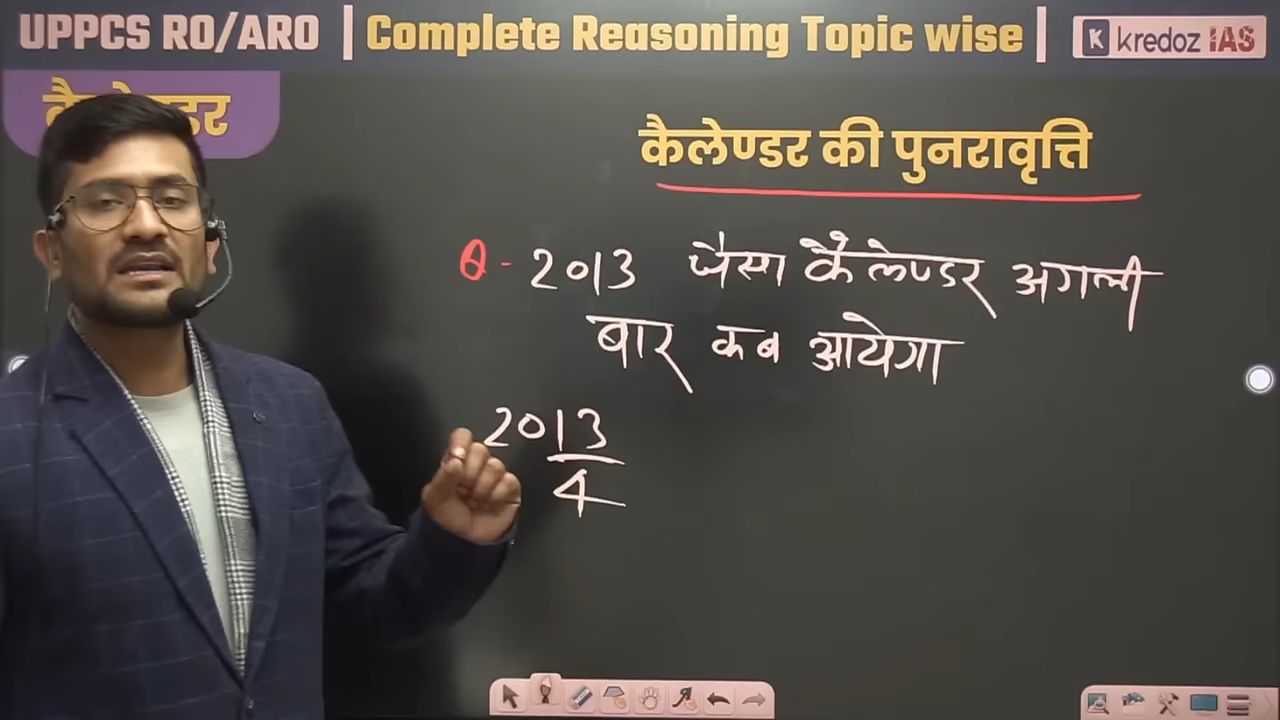 UPPCS RO/ARO | Complete Reasoning Topic wise |
K kredoz IAS
कैलेण्डर की पुनरावृत्ति
Q - 2013 जैसा कैलेण्डर अगली
बार कब आयेगा
2013
4